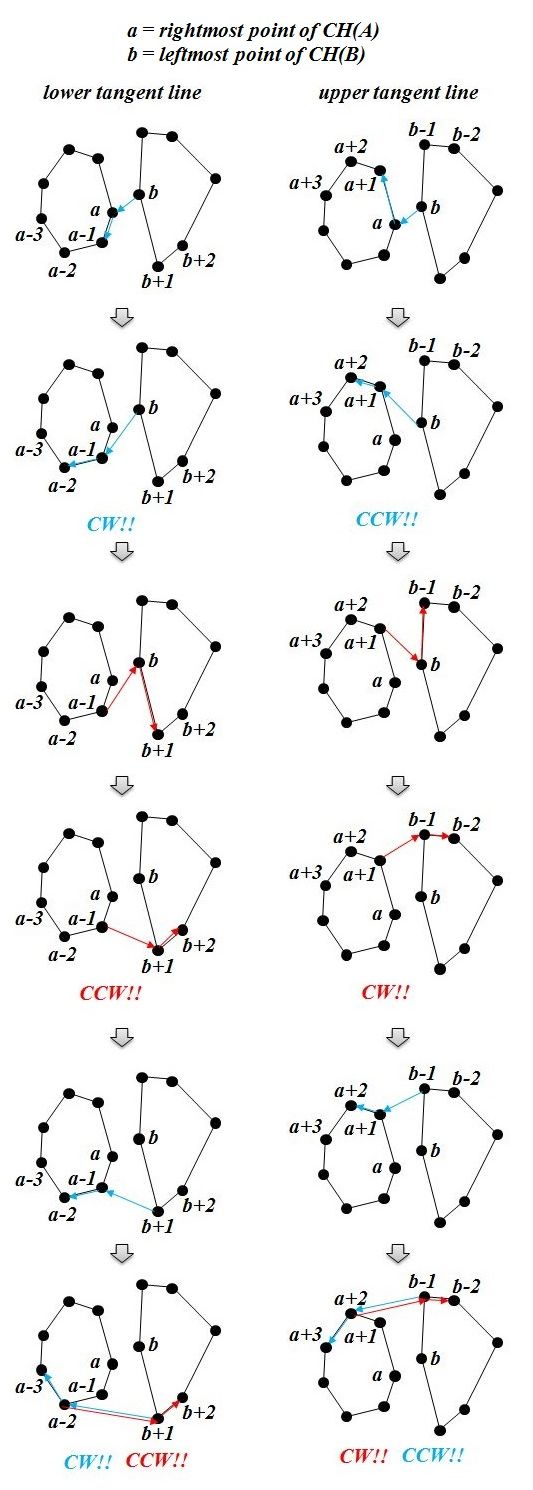 a = rightmost point of CH(A)
b = leftmost point of CH(B)
lower tangent line
upper tangent line
a
b
a-1
a-2
a-3
b+1
b+2
a+2
a+3
a+1
a
b-1
b-2
b
a
b
a-1
a-2
a-3
b+1
b+2
CW!!
a+2
a+3
a+1
a
b-1
b-2
b
CCW!!
a
b
a-1
a-2
a-3
b+1
b+2
a+2
a+3
a+1
a
b-1
b-2
b
a
b
a-1
a-2
a-3
b+1
b+2
CCW!!
a+2
a+3
a+1
a
b-1
b-2
b
CW!!
a
b
a-1
a-2
a-3
b+1
b+2
a+2
a+3
a+1
a
b-1
b-2
b
a
b
a-1
a-2
a-3
b+1
b+2
CW!! CCW!!
a+2
a+3
a+1
a
b-1
b-2
b
CW!! CCW!!